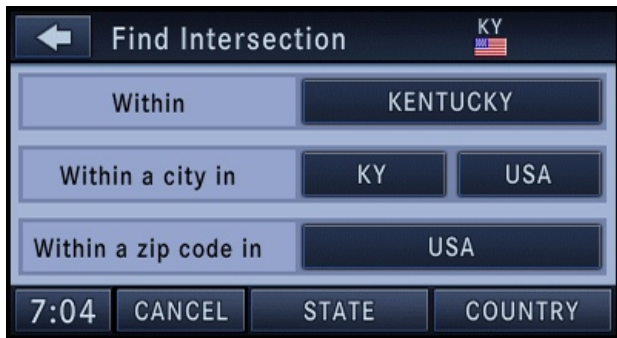 Find Intersection KY
Within KENTUCKY
Within a city in KY USA
Within a zip code in USA
7:04 CANCEL STATE COUNTRY